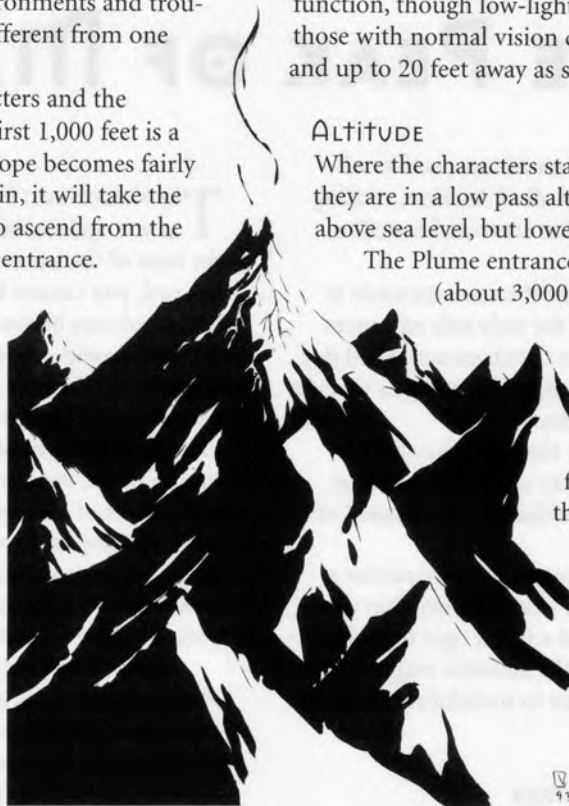 ronments and trou-
fferent from one
cters and the
irst 1,000 feet is a
ope becomes fairly
in, it will take the
o ascend from the
entrance.
function, though low-light
those with normal vision c
and up to 20 feet away as s
ALTITUDE
Where the characters sta
they are in a low pass alt
above sea level, but lowe
The Plume entrance
(about 3,000
f
th